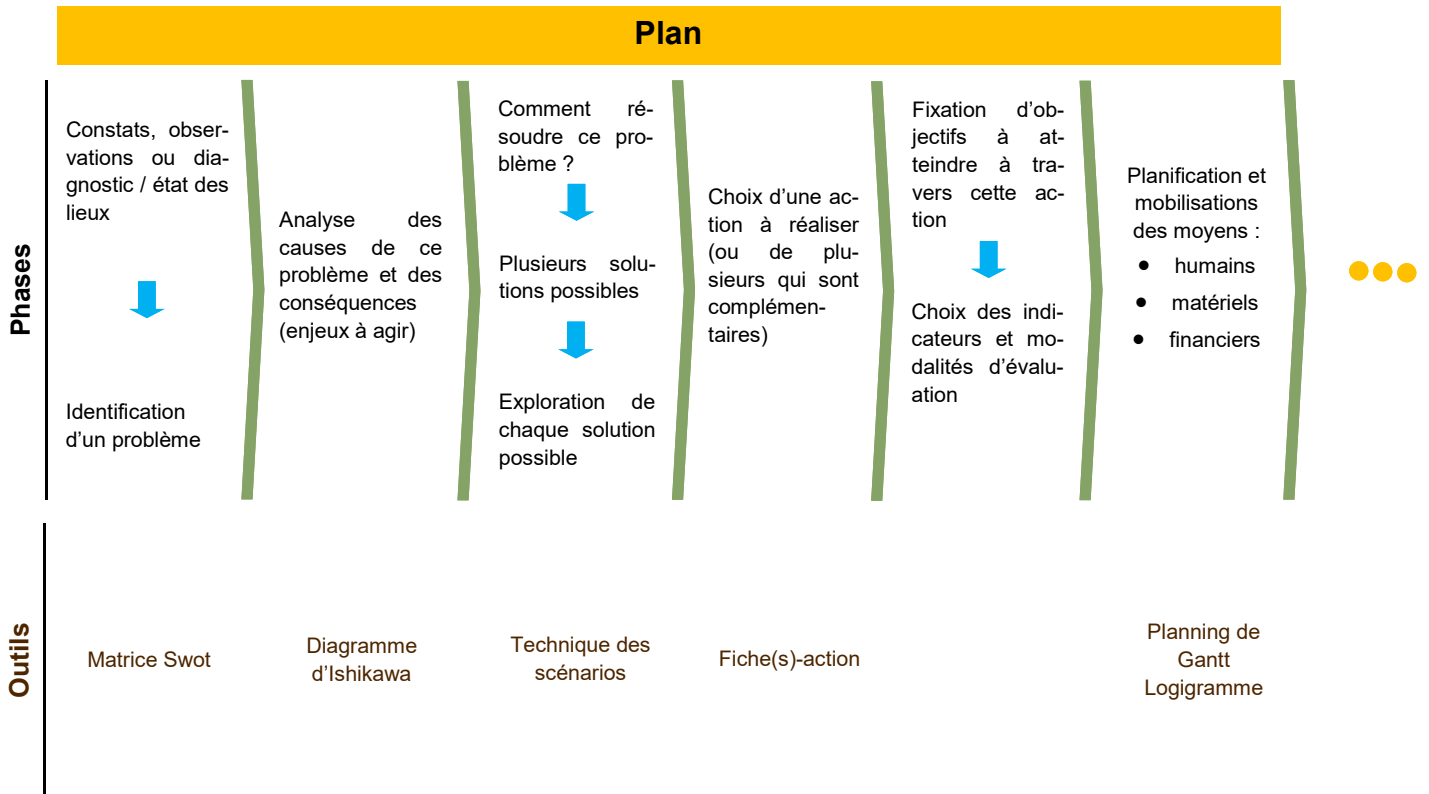 Plan
Phases
Constats, obser-
vations ou dia-
gnostic / état des
lieux
Identification
d’un problème
Analyse des
causes de ce
problème et des
conséquences
(enjeux à agir)
Comment ré-
soudre ce pro-
blème ?
Plusieurs solu-
tions possibles
Exploration de
chaque solution
possible
Choix d’une ac-
tion à réaliser
(ou de plu-
sieurs qui sont
complémen-
taires)
Fixation d’ob-
jectifs à at-
teindre à tra-
vers cette ac-
tion
Choix des indi-
cateurs et mo-
dalités d’évalu-
ation
Planification et
mobilisations
des moyens :
● humains
● matériels
● financiers
Outils
Matrice Swot
Diagramme
d’Ishikawa
Technique des
scénarios
Fiche(s)-action
Planning de
Gantt
Logigramme